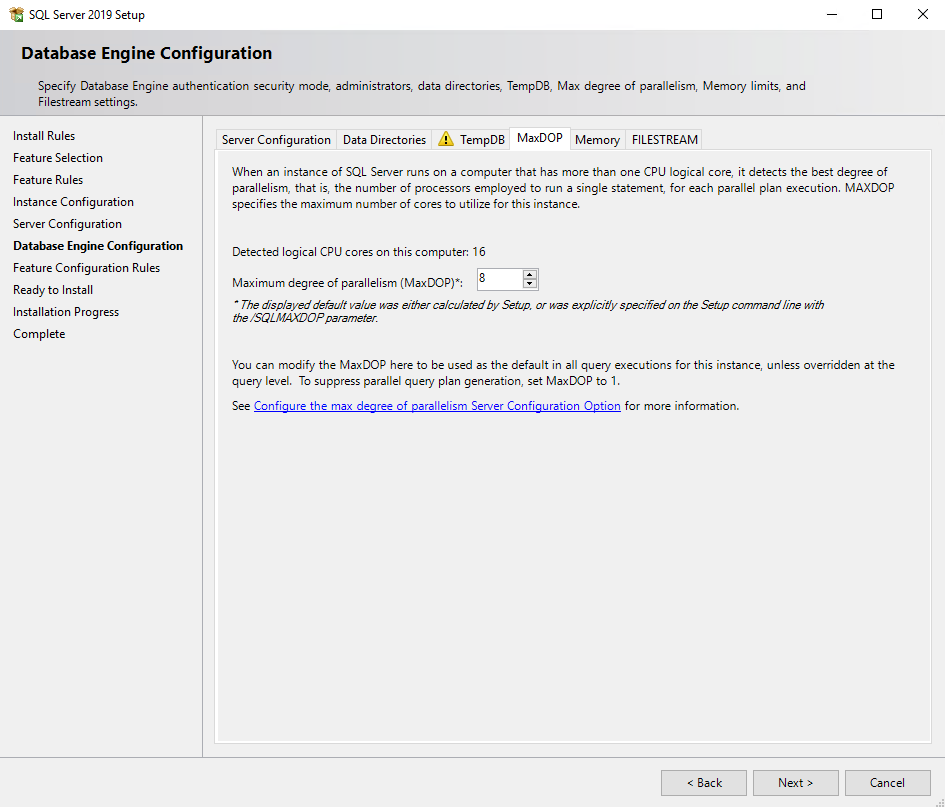 SQL Server 2019 Setup
Database Engine Configuration
Specify Database Engine authentication security mode, administrators, data directories, TempDB, Max degree of parallelism, Memory limits, and
Filestream settings.
Install Rules
Feature Selection
Feature Rules
Instance Configuration
Server Configuration
Database Engine Configuration
Feature Configuration Rules
Ready to Install
Installation Progress
Complete
Server Configuration Data Directories TempDB MaxDOP Memory FILESTREAM
When an instance of SQL Server runs on a computer that has more than one CPU logical core, it detects the best degree of
parallelism, that is, the number of processors employed to run a single statement, for each parallel plan execution. MAXDOP
specifies the maximum number of cores to utilize for this instance.
Detected logical CPU cores on this computer: 16
Maximum degree of parallelism (MaxDOP)*: 8
* The displayed default value was either calculated by Setup, or was explicitly specified on the Setup command line with
the /SQLMAXDOP parameter.
You can modify the MaxDOP here to be used as the default in all query executions for this instance, unless overridden at the
query level. To suppress parallel query plan generation, set MaxDOP to 1.
See Configure the max degree of parallelism Server Configuration Option for more information.
< Back Next > Cancel